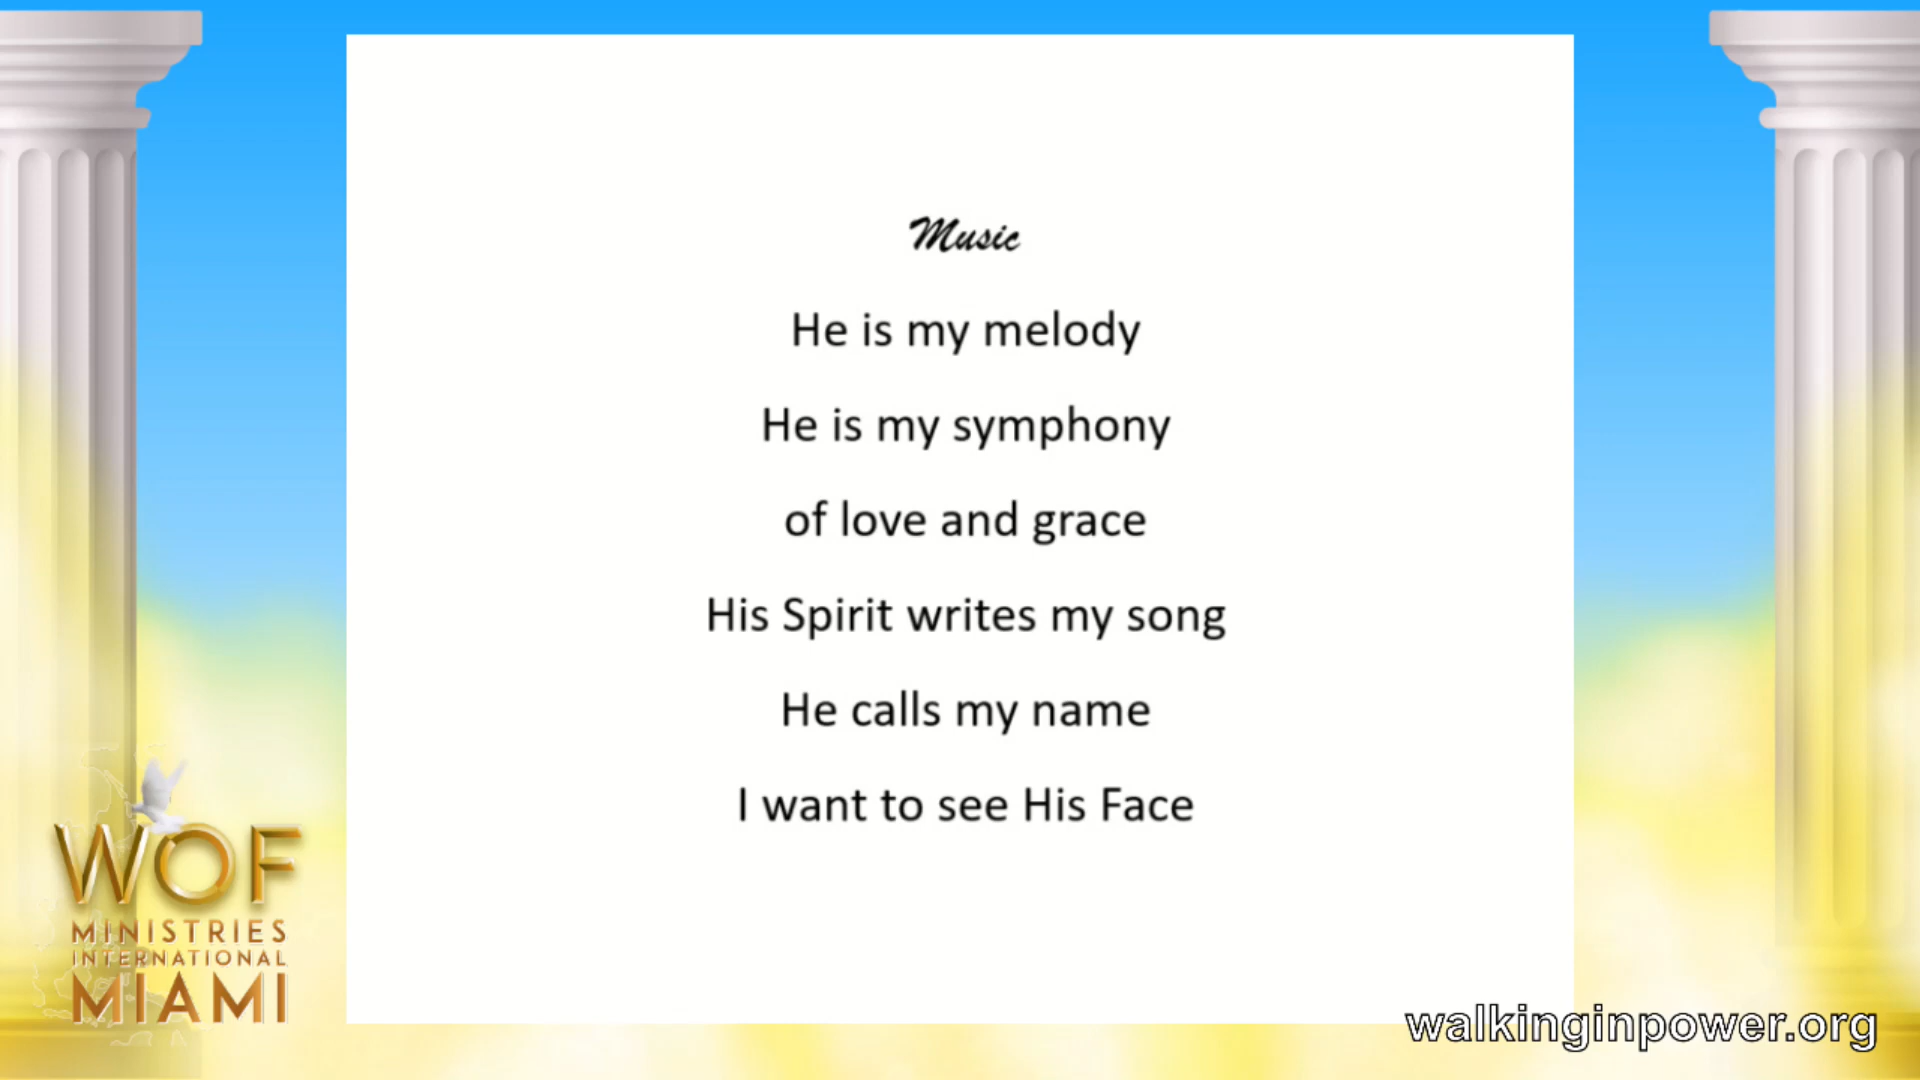 Music
He is my melody
He is my symphony
of love and grace
His Spirit writes my song
He calls my name
I want to see His Face
WOF
MINISTRIES
INTERNATIONAL
MIAMI
walkinginpower.org